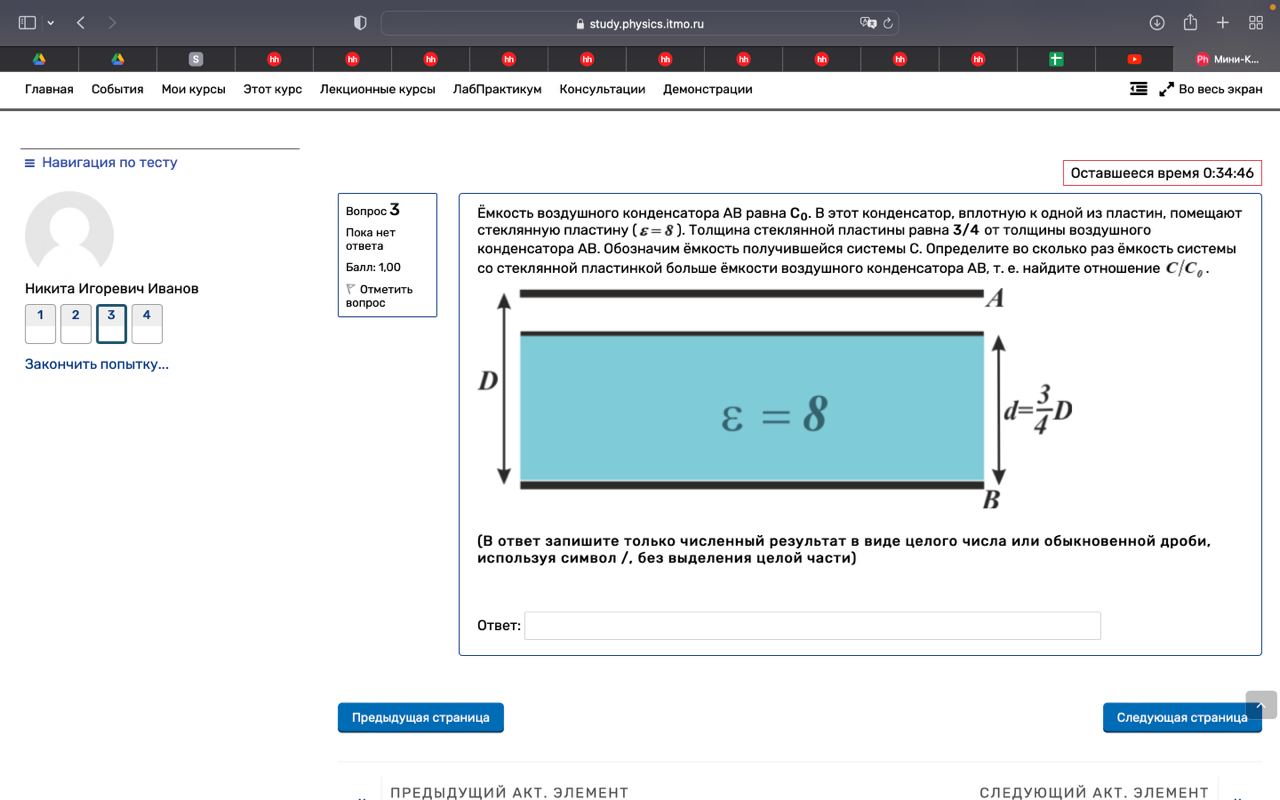 study.physics.itmo.ru
S
hh
hh
hh
hh
hh
hh
hh
hh
hh
hh
Ph Мини-К...
Главная События Мои курсы Этот курс Лекционные курсы ЛабПрактикум Консультации Демонстрации Во весь экран
Навигация по тесту
Оставшееся время 0:34:46
Никита Игоревич Иванов
1 2 3 4
Закончить попытку...
Вопрос 3
Пока нет
ответа
Балл: 1,00
Отметить
вопрос
Ёмкость воздушного конденсатора АВ равна C₀. В этот конденсатор, вплотную к одной из пластин, помещают
стеклянную пластину ( ε = 8 ). Толщина стеклянной пластины равна 3/4 от толщины воздушного
конденсатора АВ. Обозначим ёмкость получившейся системы С. Определите во сколько раз ёмкость системы
со стеклянной пластинкой больше ёмкости воздушного конденсатора АВ, т. е. найдите отношение C/C₀ .
A
D
ε = 8
d=3/4 D
B
(В ответ запишите только численный результат в виде целого числа или обыкновенной дроби,
используя символ /, без выделения целой части)
Ответ:
Предыдущая страница
Следующая страница
ПРЕДЫДУЩИЙ АКТ. ЭЛЕМЕНТ
СЛЕДУЮЩИЙ АКТ. ЭЛЕМЕНТ